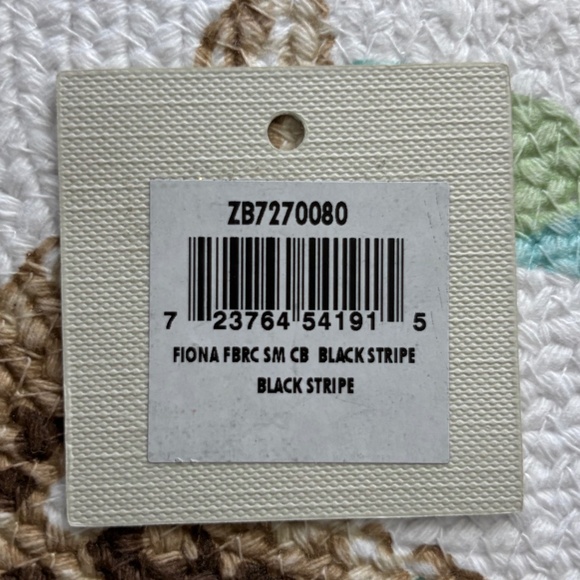 ZB7270080
7 23764 54191 5
FIONA FBRC SM CB BLACK STRIPE
BLACK STRIPE